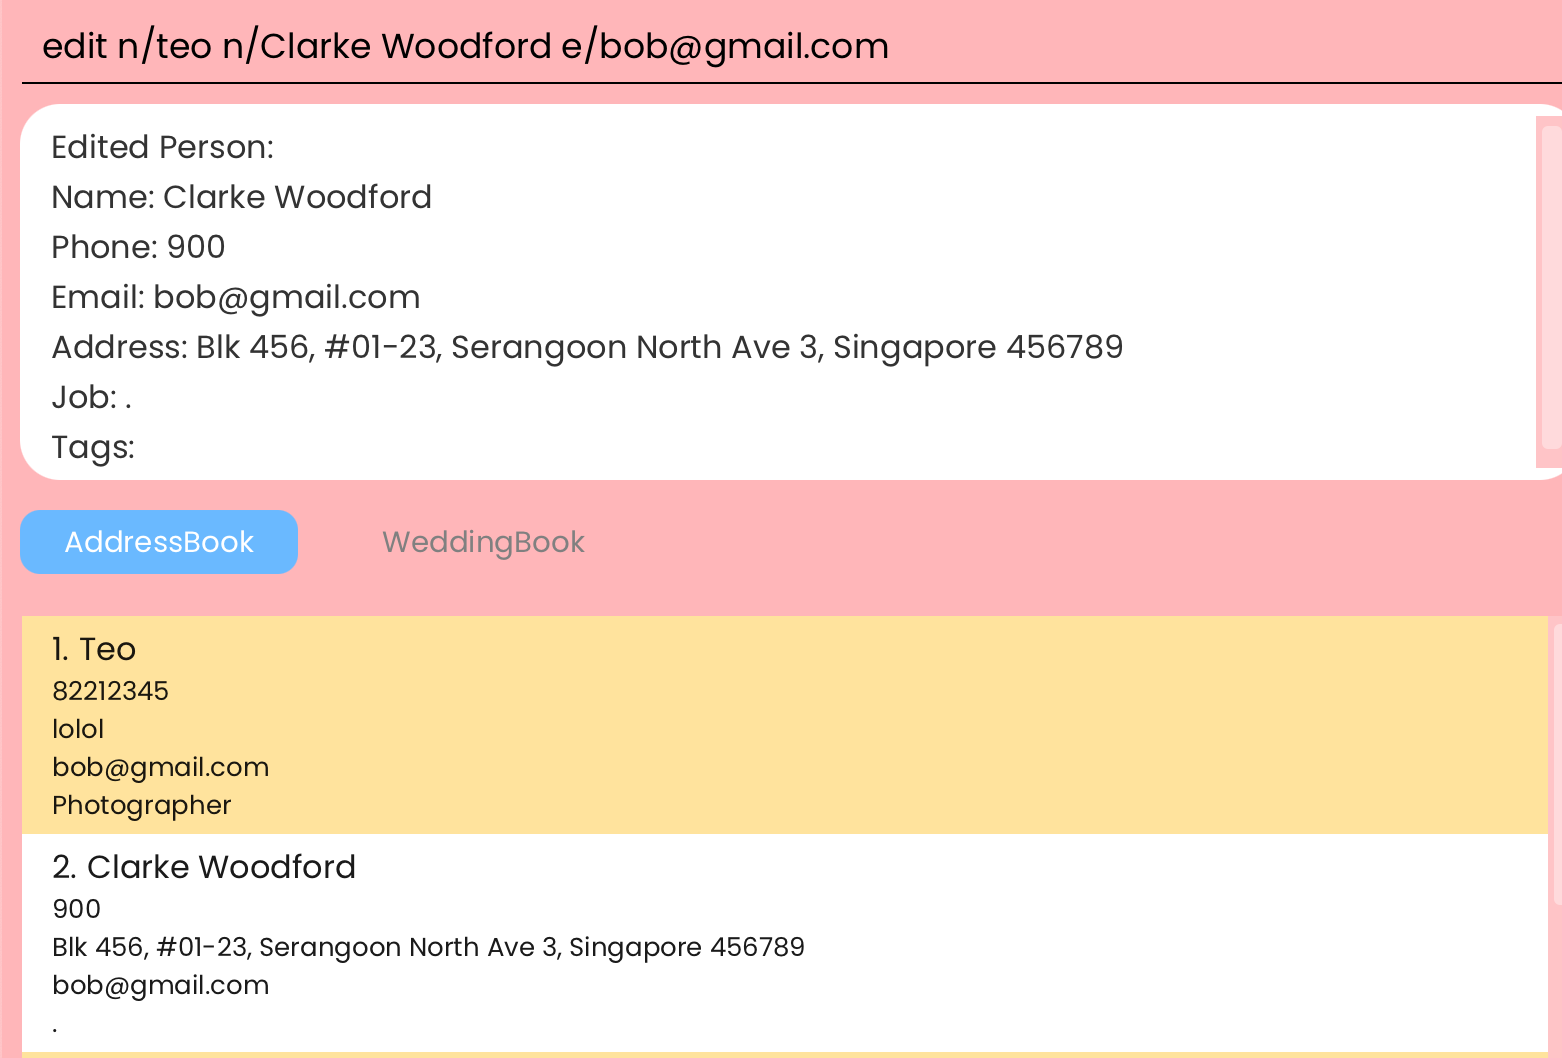 edit n/teo n/Clarke Woodford e/bob@gmail.com
Edited Person:
Name: Clarke Woodford
Phone: 900
Email: bob@gmail.com
Address: Blk 456, #01-23, Serangoon North Ave 3, Singapore 456789
Job: .
Tags:
AddressBook
WeddingBook
1. Teo
82212345
lolol
bob@gmail.com
Photographer
2. Clarke Woodford
900
Blk 456, #01-23, Serangoon North Ave 3, Singapore 456789
bob@gmail.com
.